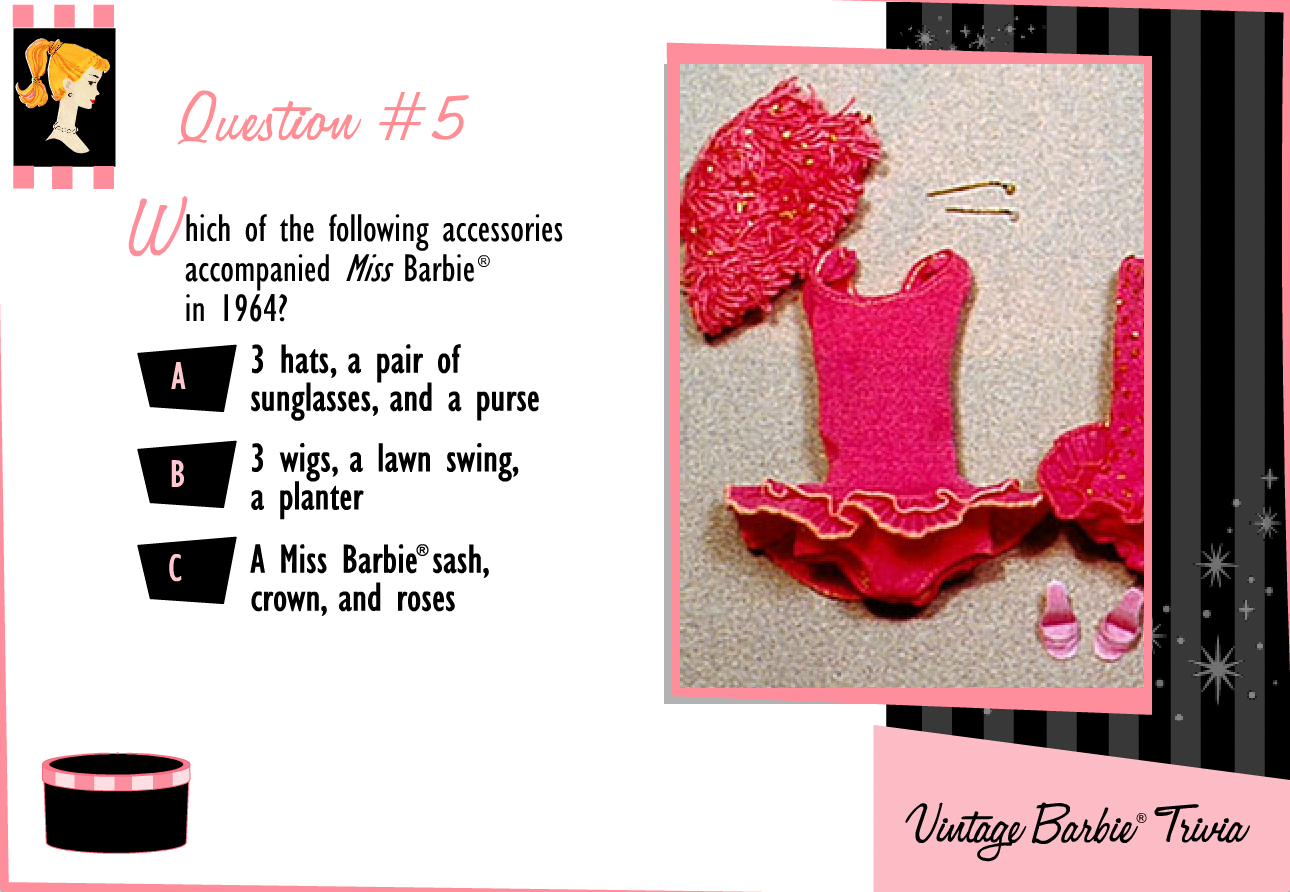 Question #5
Which of the following accessories
accompanied Miss Barbie®
in 1964?
A 3 hats, a pair of
sunglasses, and a purse
B 3 wigs, a lawn swing,
a planter
C A Miss Barbie® sash,
crown, and roses
Vintage Barbie® Trivia